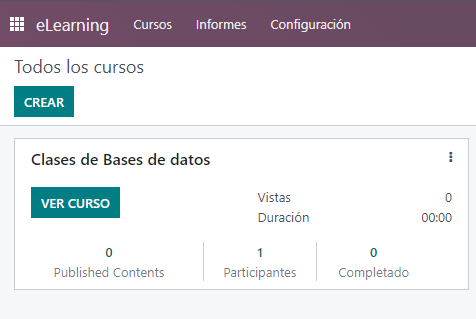 eLearning Cursos Informes Configuración
Todos los cursos
CREAR
Clases de Bases de datos
VER CURSO
Vistas 0
Duración 00:00
0 1 0
Published Contents Participantes Completado